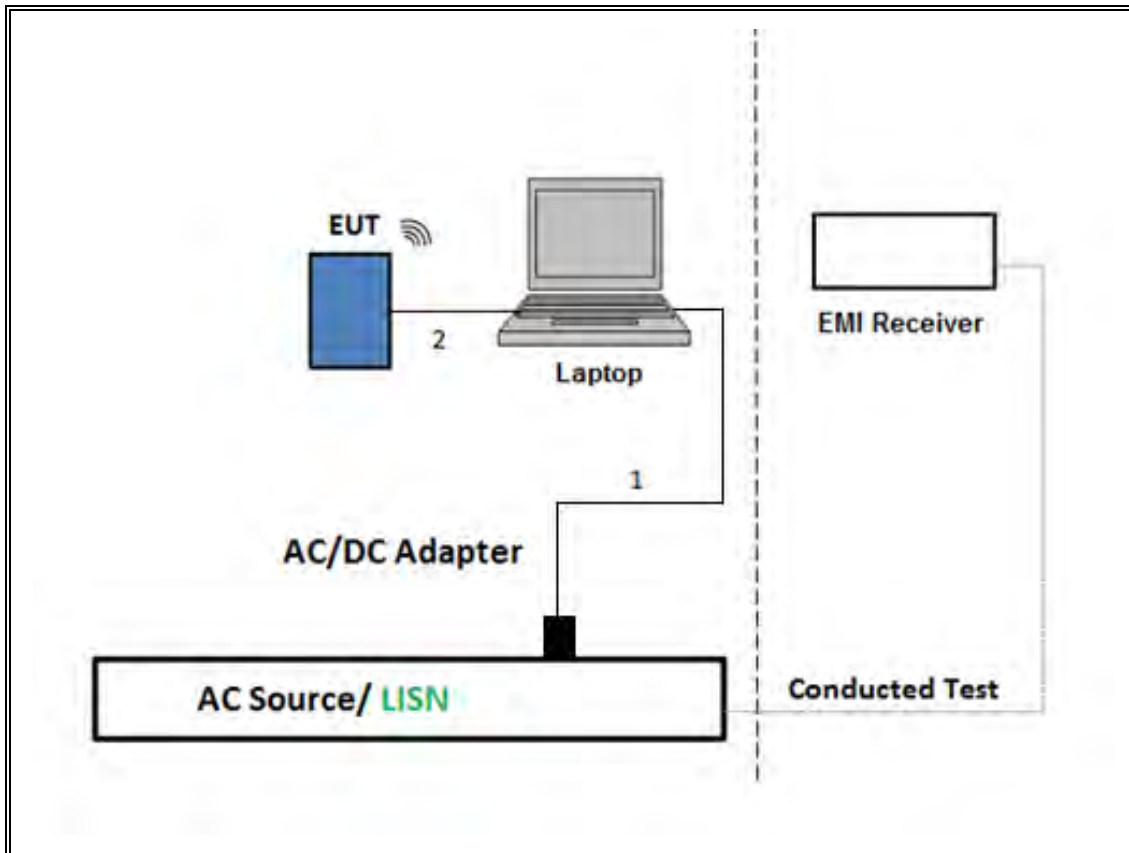 EUT
EMI Receiver
2
Laptop
1
AC/DC Adapter
Conducted Test
AC Source/ LISN